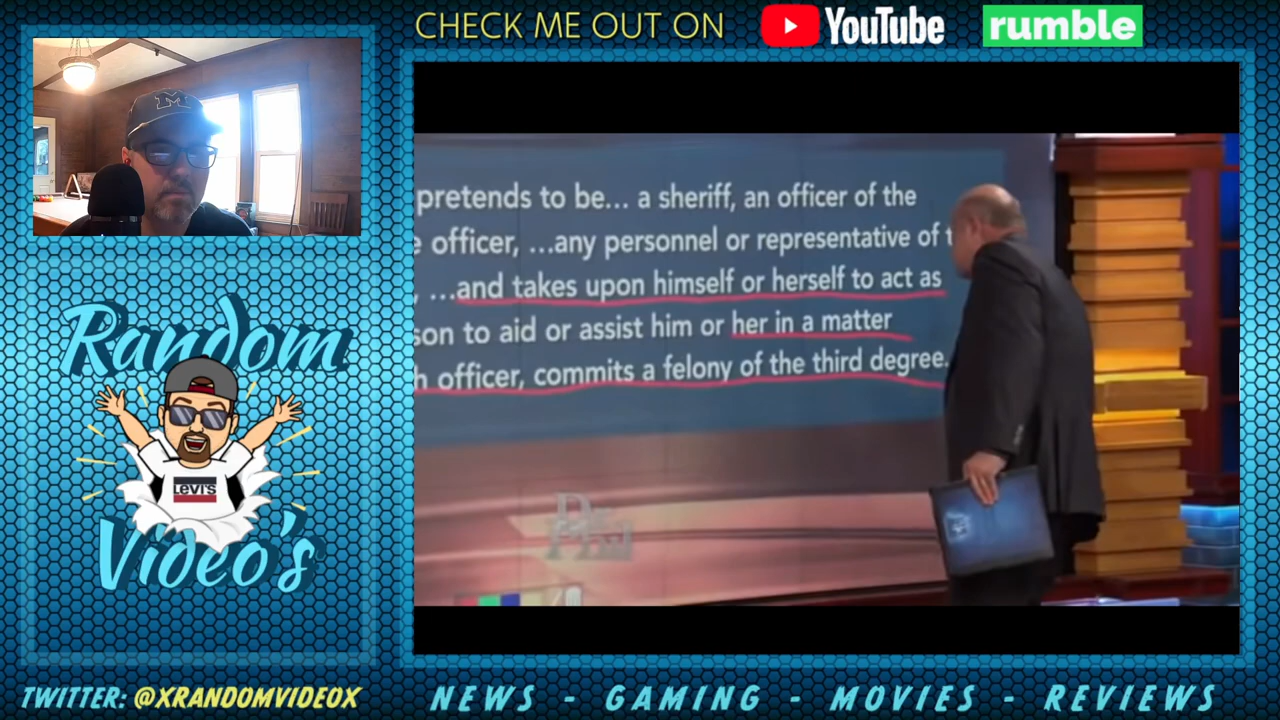 CHECK ME OUT ON
YouTube
rumble
M
pretends to be... a sheriff, an officer of the
officer, ...any personnel or representative of
, ...and takes upon himself or herself to act as
son to aid or assist him or her in a matter
h officer, commits a felony of the third degree.
Dr.
Phil
Random
LEVI'S
Video's
TWITTER: @XRANDOMVIDEOX
NEWS - GAMING - MOVIES - REVIEWS